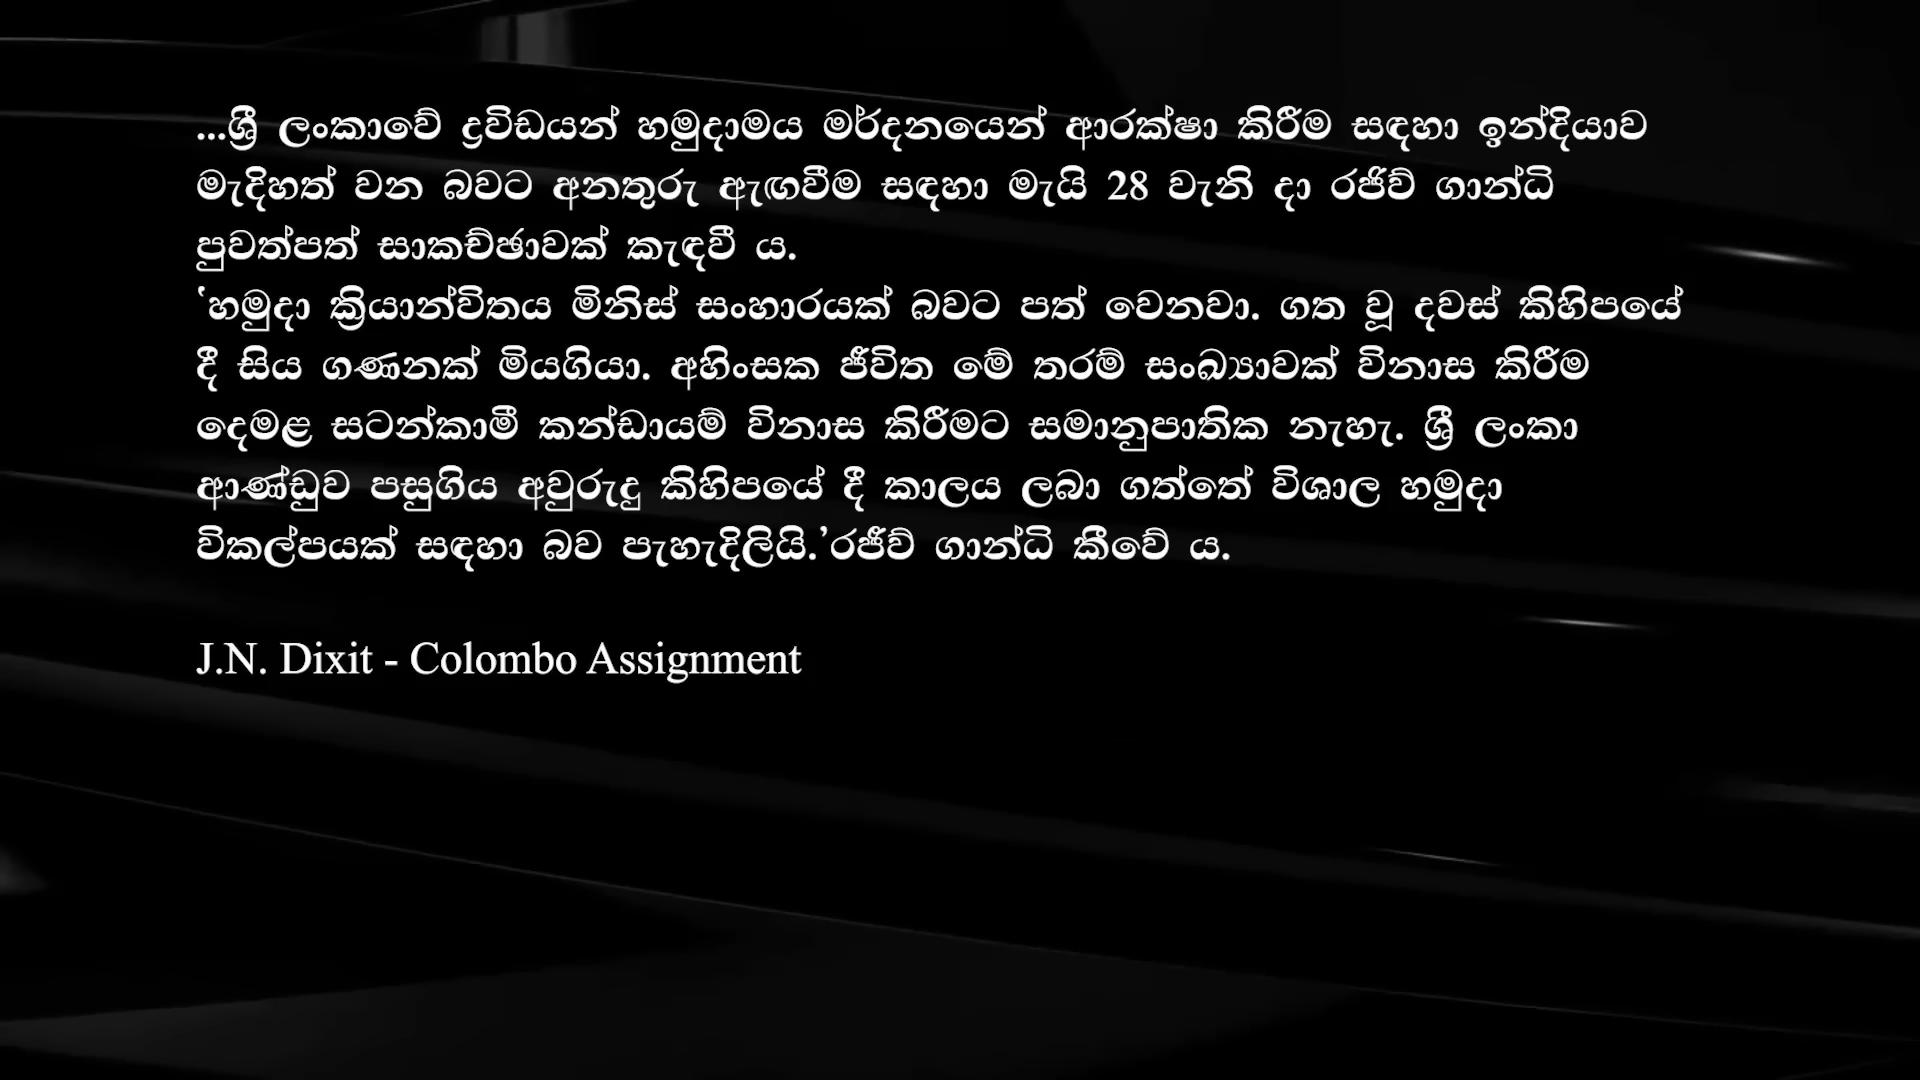 ...ශ්‍රී ලංකාවේ ද්‍රවිඩයන් හමුදාමය මර්දනයෙන් ආරක්ෂා කිරීම සඳහා ඉන්දියාව
මැදිහත් වන බවට අනතුරු ඇඟවීම සඳහා මැයි 28 වැනි දා රජිව් ගාන්ධි
පුවත්පත් සාකච්ඡාවක් කැඳවී ය.
‘හමුදා ක්‍රියාන්විතය මිනිස් සංහාරයක් බවට පත් වෙනවා. ගත වූ දවස් කිහිපයේ
දී සිය ගණනක් මියගියා. අහිංසක ජීවිත මේ තරම් සංඛ්‍යාවක් විනාස කිරීම
දෙමළ සටන්කාමී කන්ඩායම් විනාස කිරීමට සමානුපාතික නැහැ. ශ්‍රී ලංකා
ආණ්ඩුව පසුගිය අවුරුදු කිහිපයේ දී කාලය ලබා ගත්තේ විශාල හමුදා
විකල්පයක් සඳහා බව පැහැදිලියි.’රජීව් ගාන්ධි කීවේ ය.
J.N. Dixit - Colombo Assignment